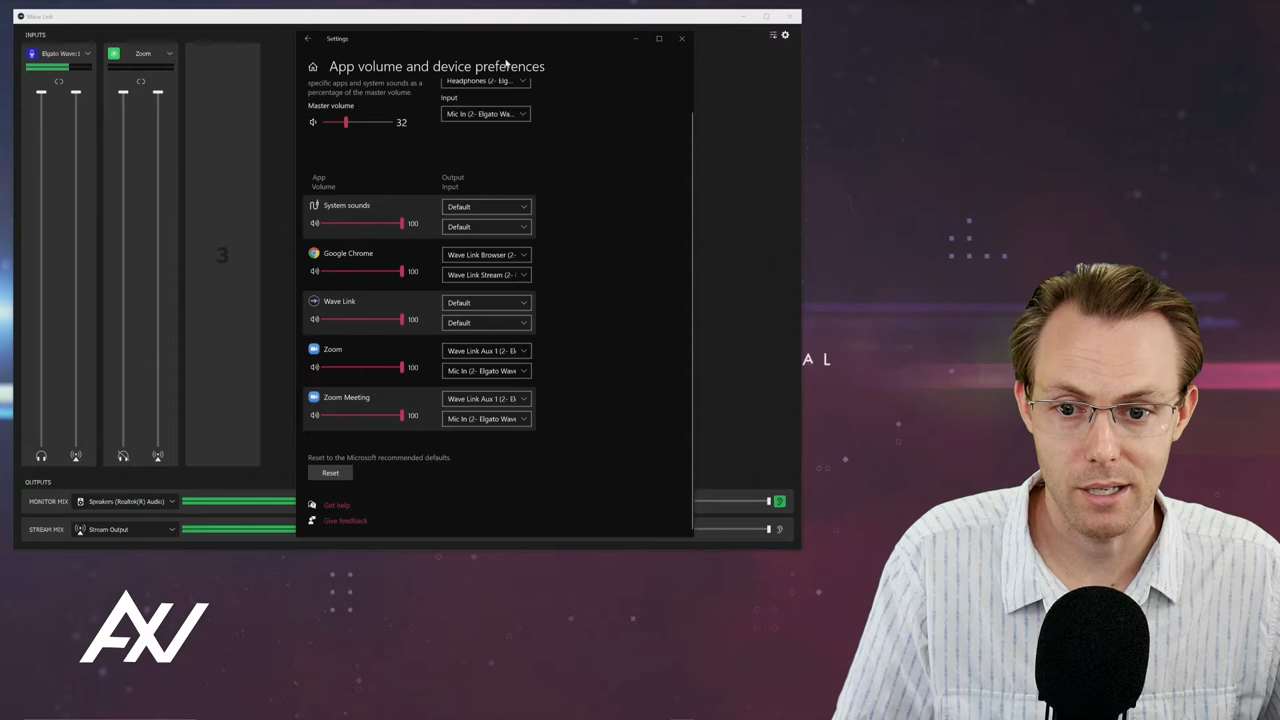 Wave Link
INPUTS
Elgato Wave:1
Zoom
3
Settings
App volume and device preferences
specific apps and system sounds as a
percentage of the master volume.
Headphones (2- Elg...
Input
Master volume
Mic In (2- Elgato Wa...
32
App
Volume
Output
Input
System sounds
Default
100
Default
Google Chrome
Wave Link Browser (2-
100
Wave Link Stream (2-
Wave Link
Default
100
Default
Zoom
Wave Link Aux 1 (2- El
100
Mic In (2- Elgato Wave
Zoom Meeting
Wave Link Aux 1 (2- El
100
Mic In (2- Elgato Wave
Reset to the Microsoft recommended defaults.
Reset
Get help
Give feedback
OUTPUTS
MONITOR MIX
Speakers (Realtek(R) Audio)
STREAM MIX
Stream Output
A L